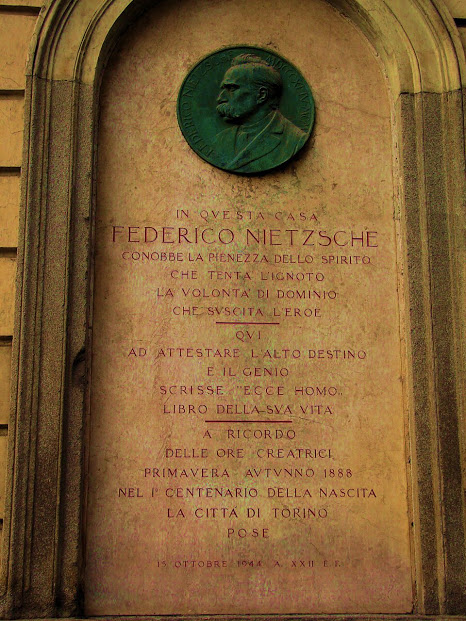 IN QVESTA CASA
FEDERICO NIETZSCHE
CONOBBE LA PIENEZZA DELLO SPIRITO
CHE TENTA L'IGNOTO
LA VOLONTA' DI DOMINIO
CHE SVSCITA L'EROE
QVI
AD ATTESTARE L'ALTO DESTINO
E IL GENIO
SCRISSE "ECCE HOMO"
LIBRO DELLA SVA VITA
A RICORDO
DELLE ORE CREATRICI
PRIMAVERA AVTVNNO 1888
NEL I° CENTENARIO DELLA NASCITA
LA CITTÀ DI TORINO
POSE
15 OTTOBRE 1944 A. XXII E.F.